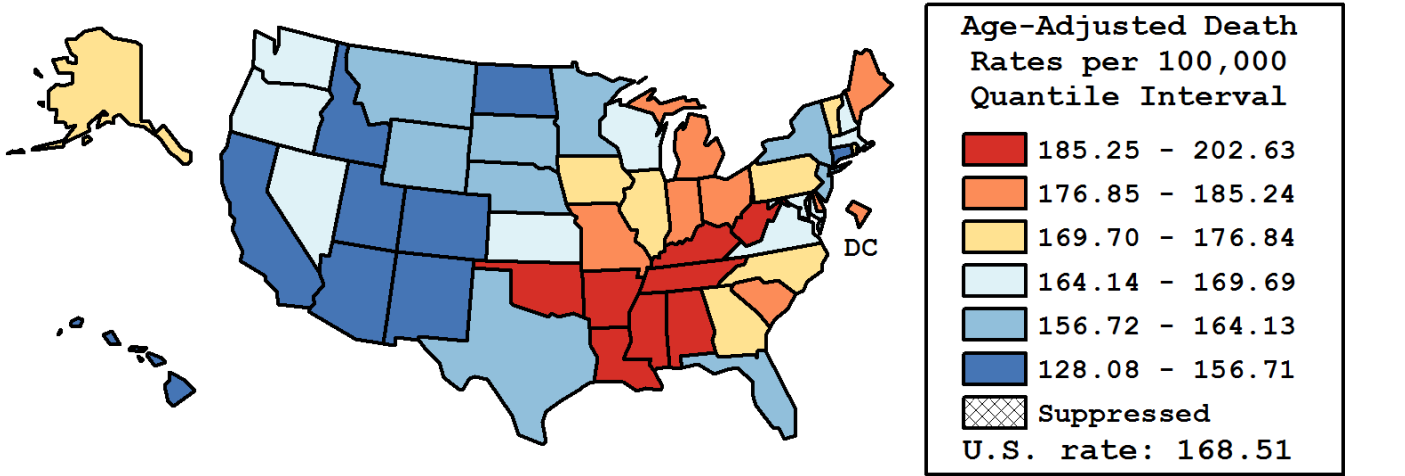 DC
Age-Adjusted Death
Rates per 100,000
Quantile Interval
185.25 - 202.63
176.85 - 185.24
169.70 - 176.84
164.14 - 169.69
156.72 - 164.13
128.08 - 156.71
Suppressed
U.S. rate: 168.51